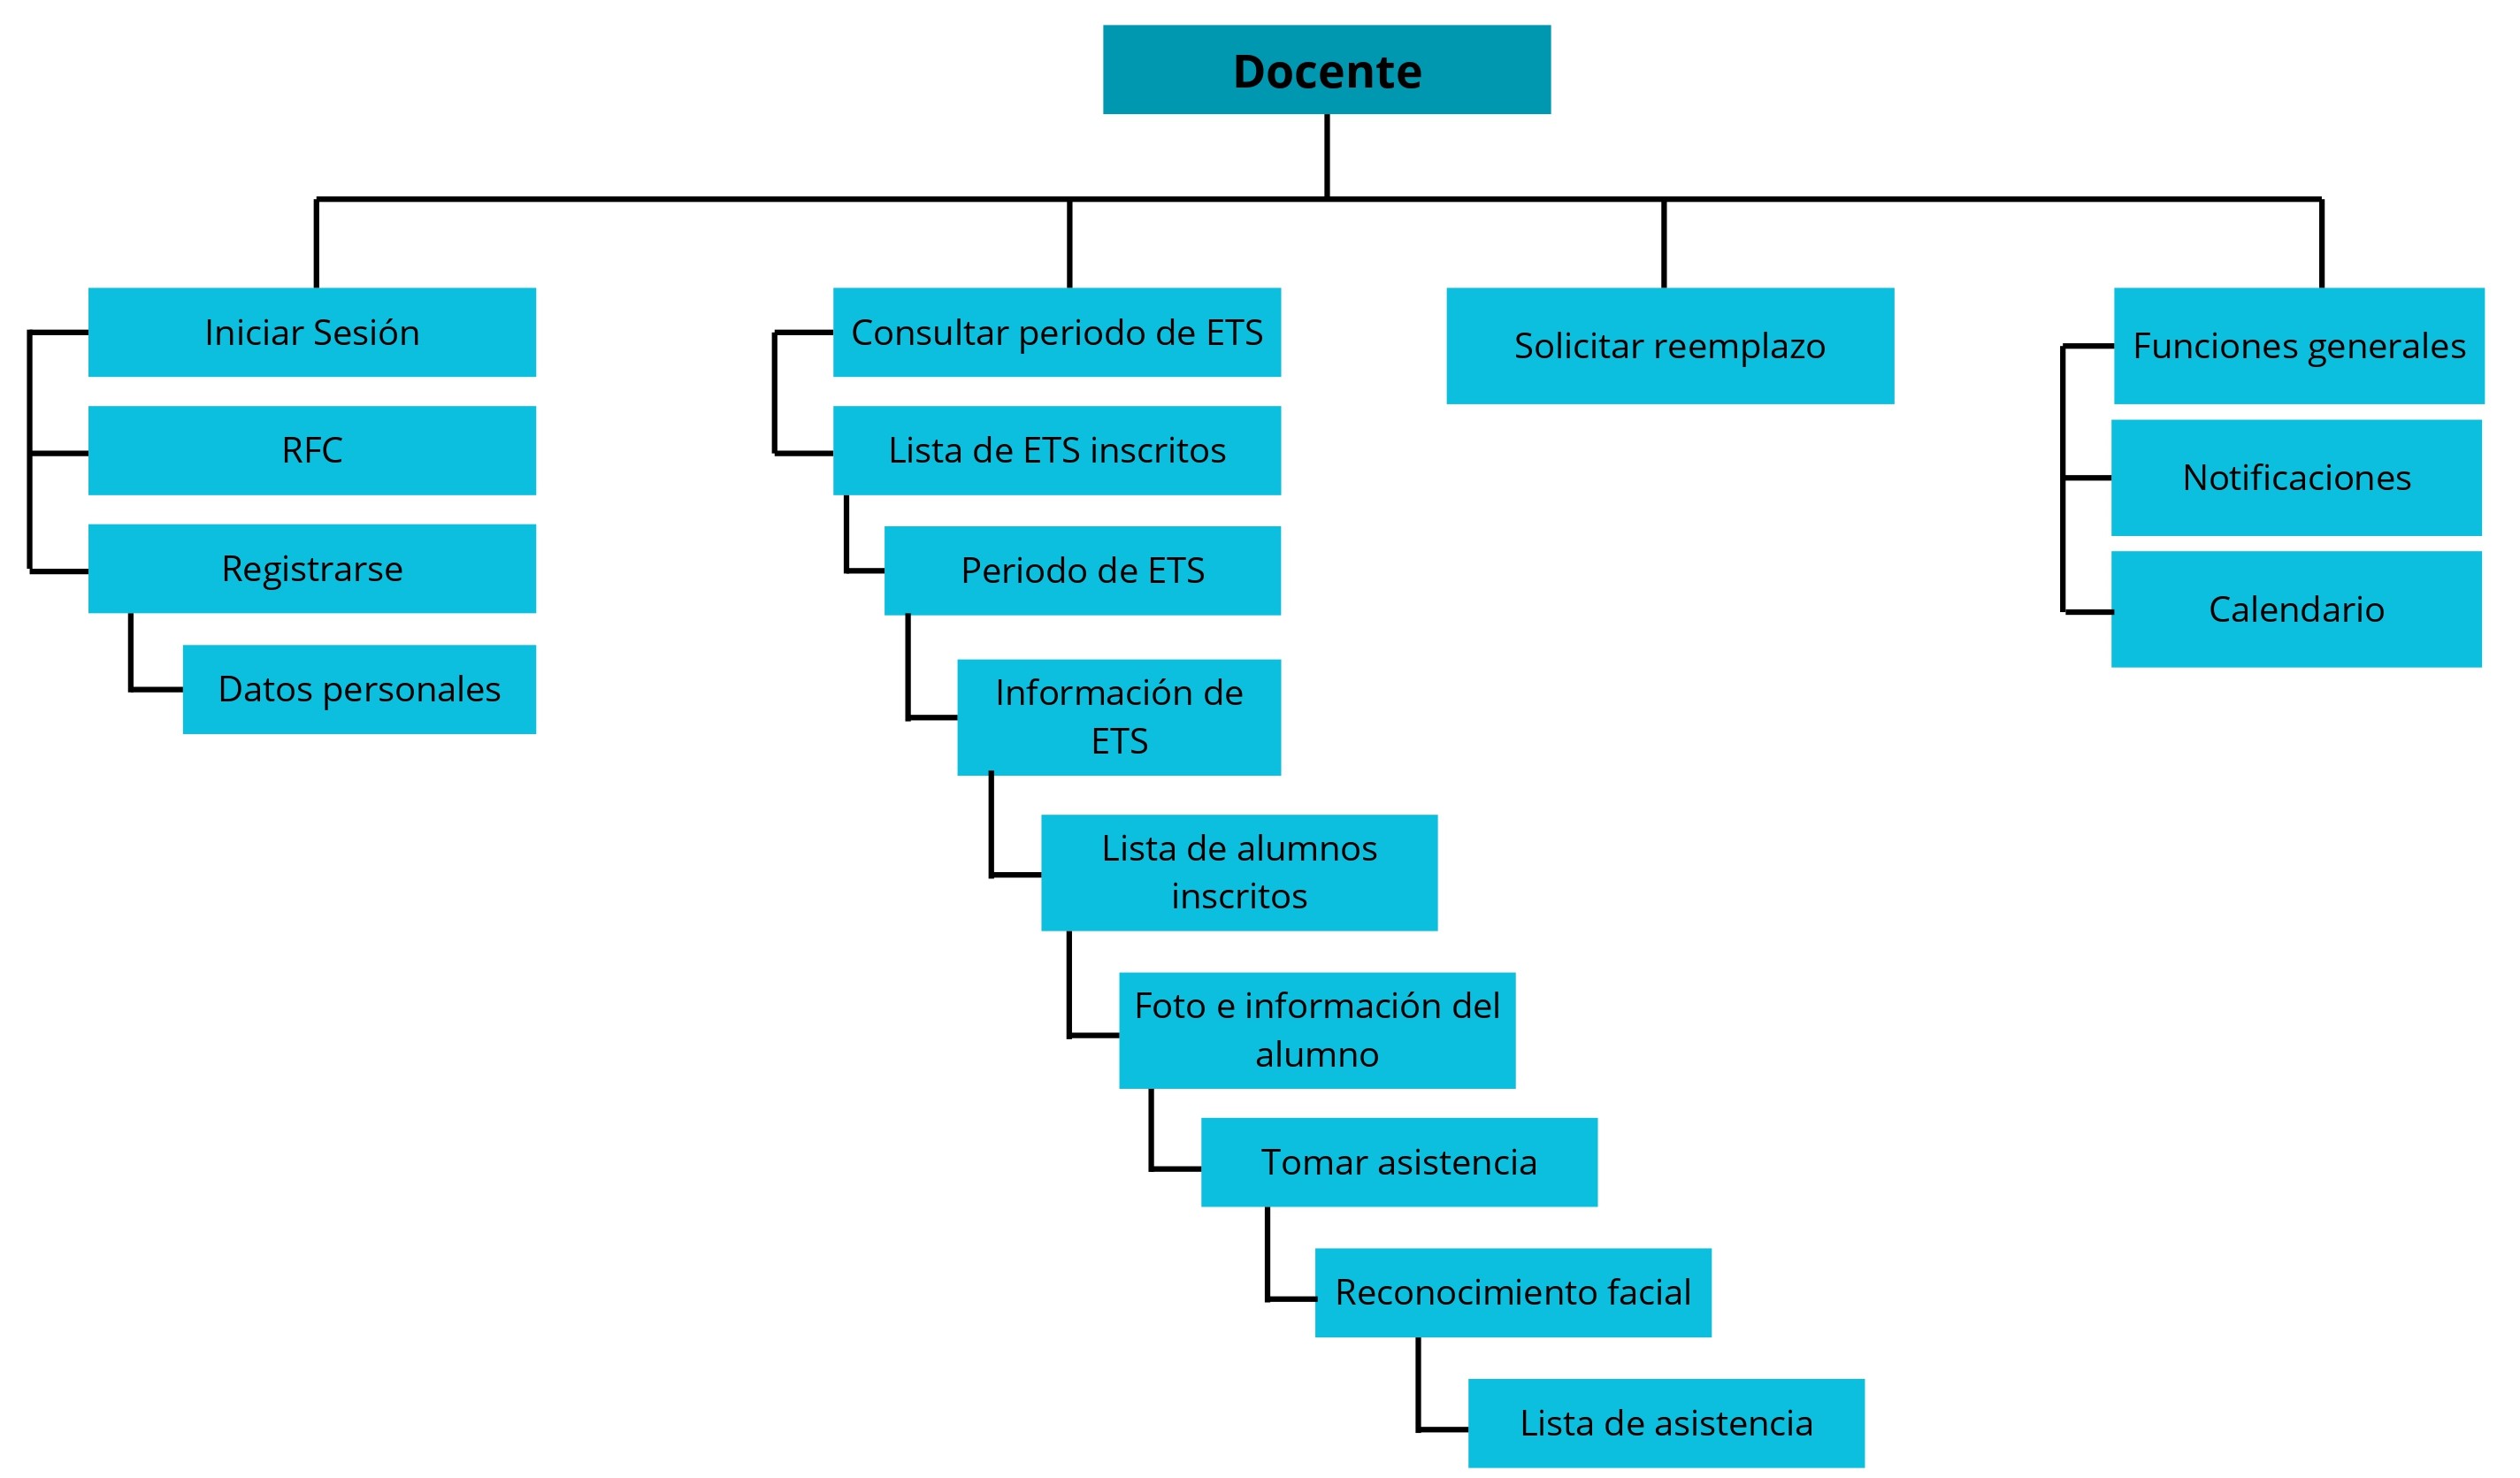 Docente
Iniciar Sesión
RFC
Registrarse
Datos personales
Consultar periodo de ETS
Lista de ETS inscritos
Periodo de ETS
Información de
ETS
Lista de alumnos
inscritos
Foto e información del
alumno
Tomar asistencia
Reconocimiento facial
Lista de asistencia
Solicitar reemplazo
Funciones generales
Notificaciones
Calendario